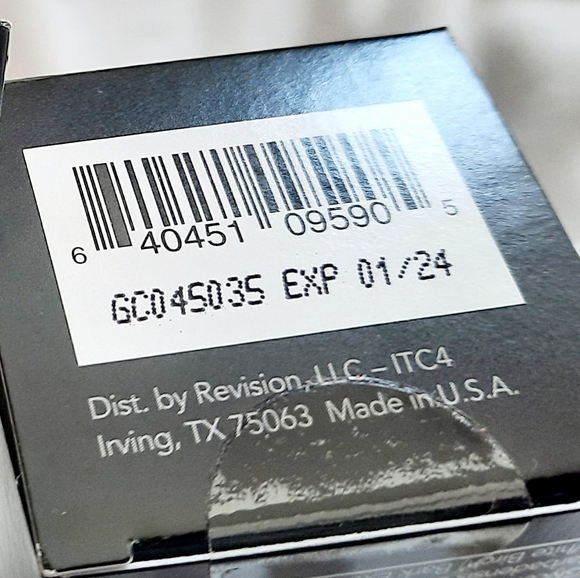 6 40451 09590 5
GC045035 EXP 01/24
Dist. by Revision, LLC. – ITC4
Irving, TX 75063 Made in U.S.A.